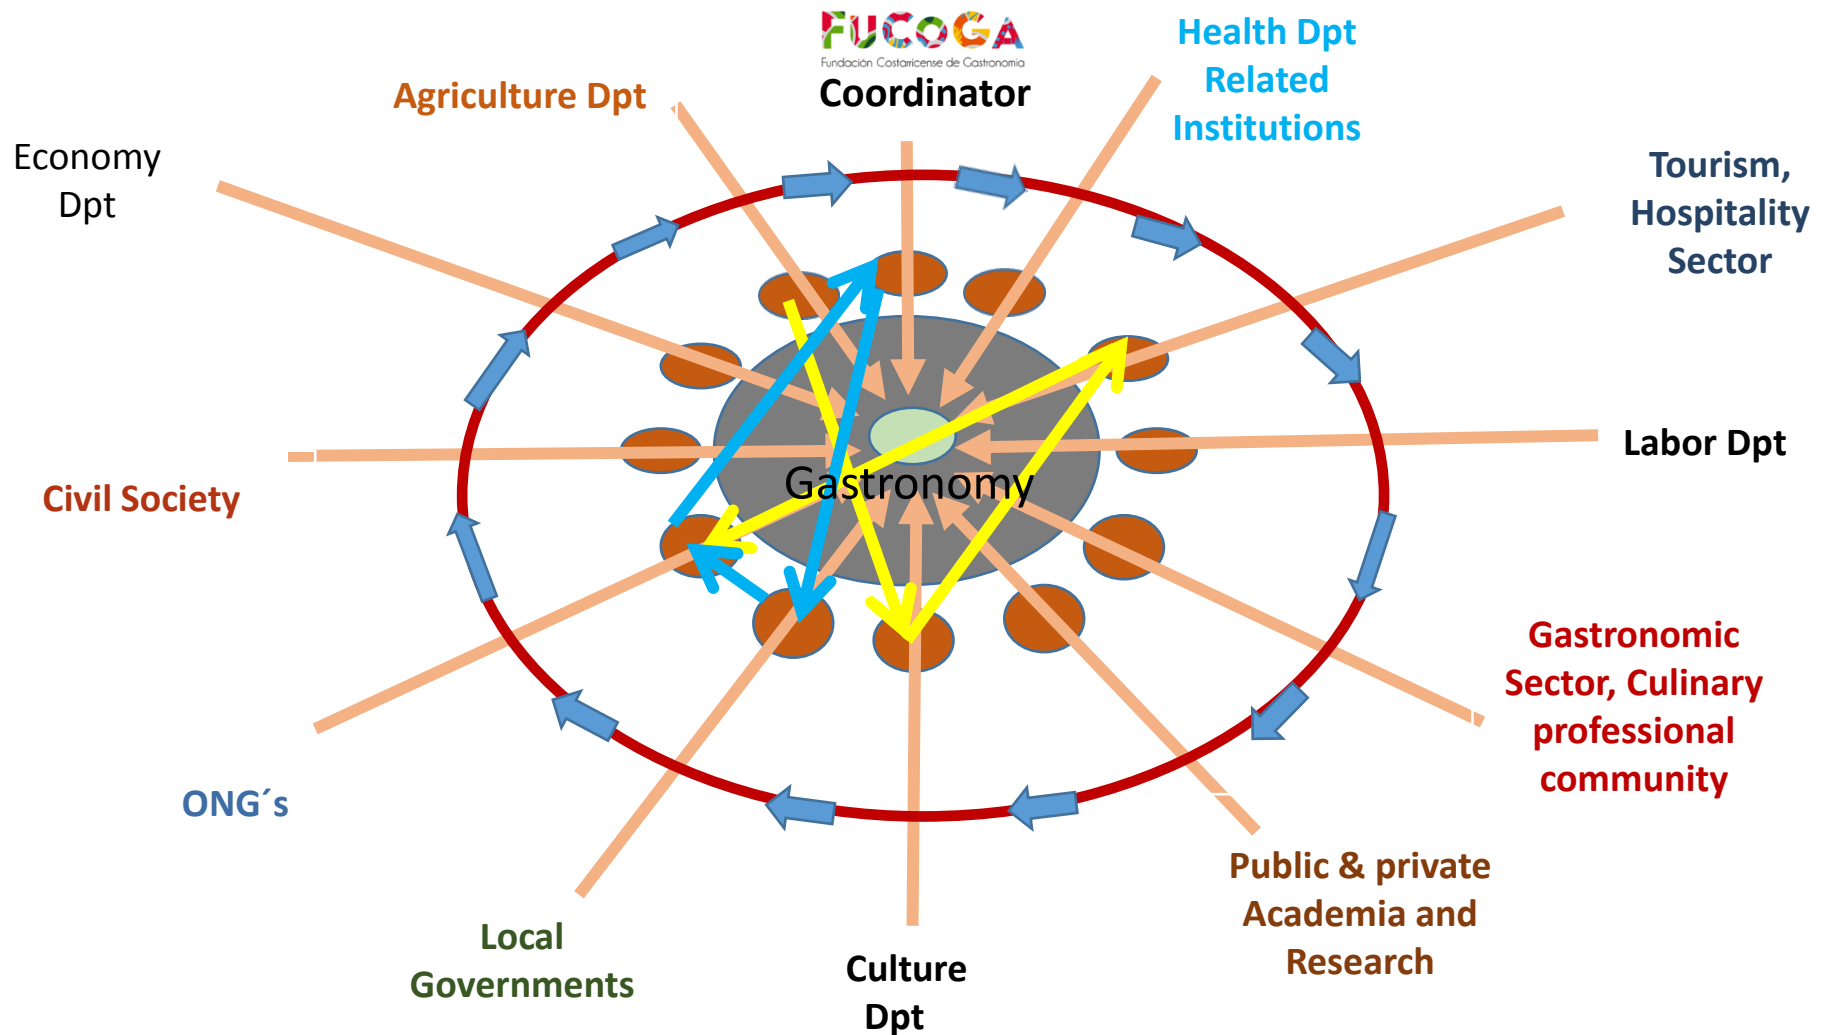 FUCOGA
Fundación Costarricense de Gastronomía
Coordinator
Health Dpt
Related
Institutions
Agriculture Dpt
Economy
Dpt
Tourism,
Hospitality
Sector
Labor Dpt
Civil Society
Gastronomy
Gastronomic
Sector, Culinary
professional
community
ONG´s
Public & private
Academia and
Research
Local
Governments
Culture
Dpt